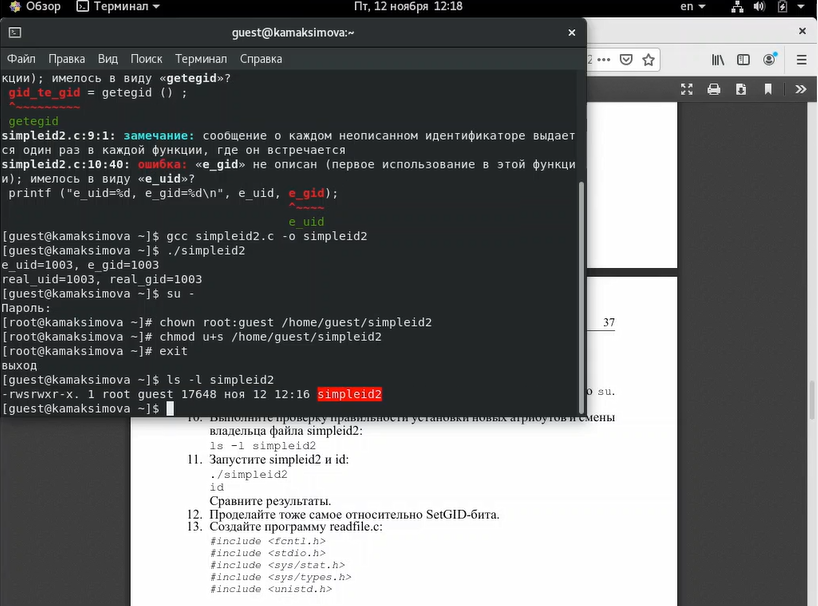 Обзор Терминал Пт, 12 ноября 12:18 en
guest@kamaksimova:~
Файл Правка Вид Поиск Терминал Справка
кции); имелось в виду «getegid»?
gid_te_gid = getegid () ;
^~~~~~~~~~
getegid
simpleid2.c:9:1: замечание: сообщение о каждом неописанном идентификаторе выдает
ся один раз в каждой функции, где он встречается
simpleid2.c:10:40: ошибка: «e_gid» не описан (первое использование в этой функци
и); имелось в виду «e_uid»?
printf ("e_uid=%d, e_gid=%d\n", e_uid, e_gid);
^~~~~
e_uid
[guest@kamaksimova ~]$ gcc simpleid2.c -o simpleid2
[guest@kamaksimova ~]$ ./simpleid2
e_uid=1003, e_gid=1003
real_uid=1003, real_gid=1003
[guest@kamaksimova ~]$ su -
Пароль:
[root@kamaksimova ~]# chown root:guest /home/guest/simpleid2
[root@kamaksimova ~]# chmod u+s /home/guest/simpleid2
[root@kamaksimova ~]# exit
выход
[guest@kamaksimova ~]$ ls -l simpleid2
-rwsrwxr-x. 1 root guest 17648 ноя 12 12:16 simpleid2
[guest@kamaksimova ~]$
37
su.
10. Выполните проверку правильности установки новых атрибутов и смены
владельца файла simpleid2:
ls -l simpleid2
11. Запустите simpleid2 и id:
./simpleid2
id
Сравните результаты.
12. Проделайте тоже самое относительно SetGID-бита.
13. Создайте программу readfile.c:
#include <fcntl.h>
#include <stdio.h>
#include <sys/stat.h>
#include <sys/types.h>
#include <unistd.h>